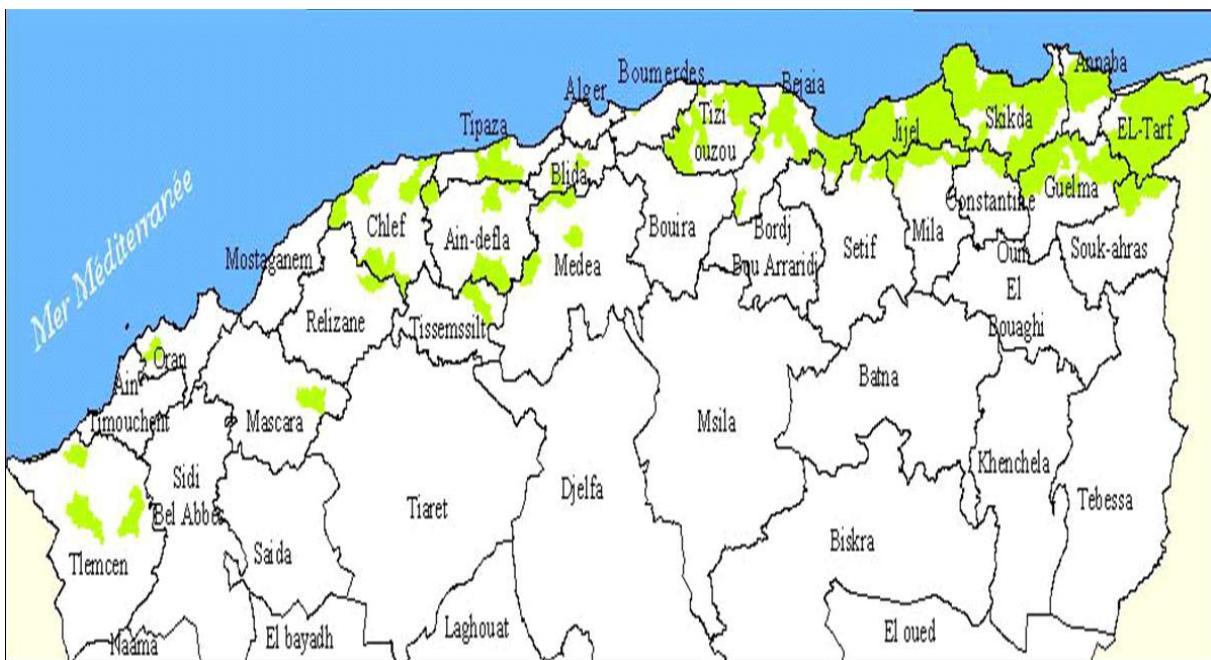 Mer Méditerranée
Boumerdes
Alger
Bejaia
Annaba
Tipaza
Tizi
ouzou
Jijel
Skikda
EL-Tarf
Blida
Guelma
Constantine
Chlef
Ain-defla
Medea
Bouira
Bordj
Bou Arraridj
Setif
Mila
Oum
El
Bouaghi
Souk-ahras
Mostaganem
Relizane
Tissemssilt
Oran
Ain
Timouchent
Mascara
Batna
Msila
Khenchela
Tebessa
Sidi
Bel Abbes
Tiaret
Djelfa
Biskra
Tlemcen
Saida
Laghouat
El oued
Naama
El bayadh